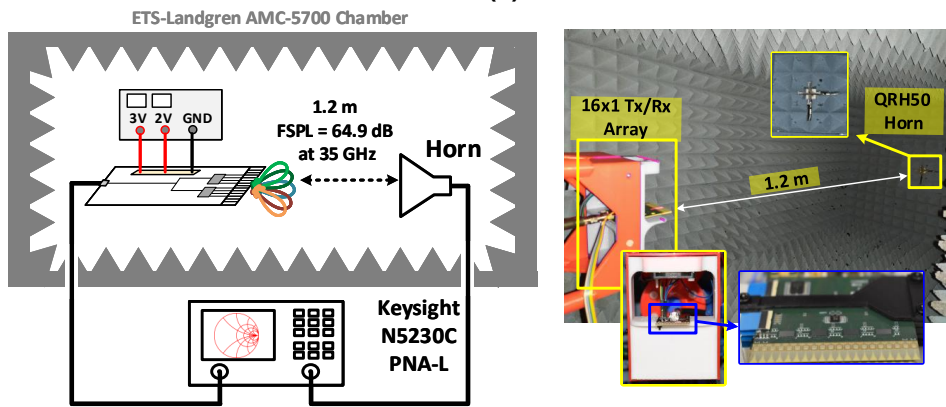 ETS-Landgren AMC-5700 Chamber
3V 2V GND
1.2 m
FSPL = 64.9 dB
at 35 GHz
Horn
Keysight
N5230C
PNA-L
16x1 Tx/Rx
Array
QRH50
Horn
1.2 m